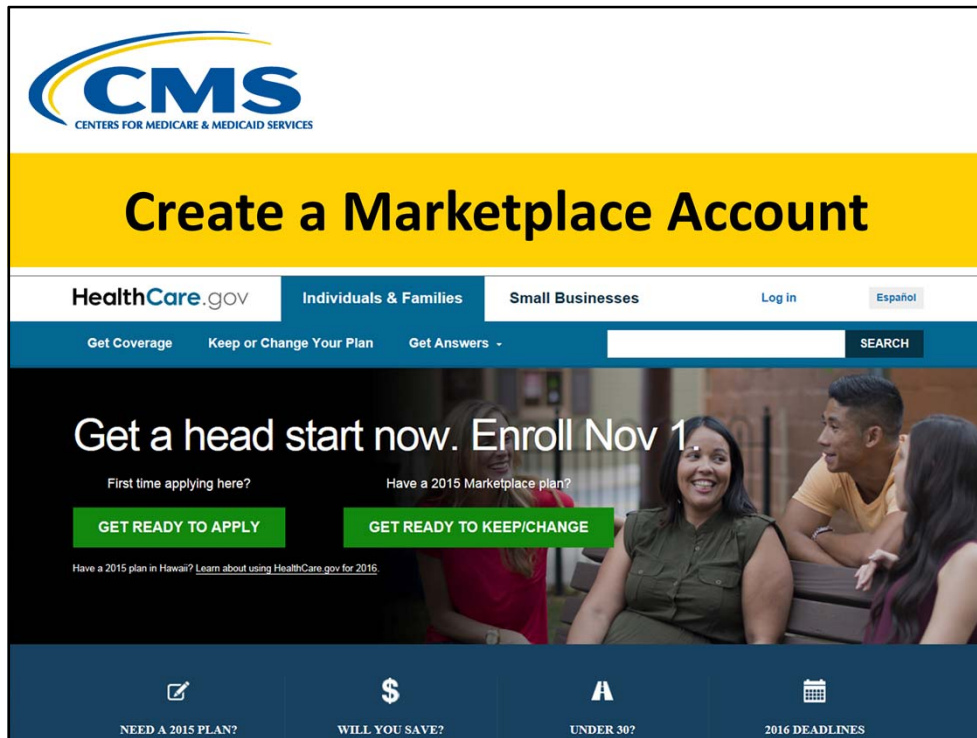 CMS
CENTERS FOR MEDICARE & MEDICAID SERVICES
Create a Marketplace Account
HealthCare.gov Individuals & Families Small Businesses Log in Español
Get Coverage Keep or Change Your Plan Get Answers SEARCH
Get a head start now. Enroll Nov 1.
First time applying here? Have a 2015 Marketplace plan?
GET READY TO APPLY GET READY TO KEEP/CHANGE
Have a 2015 plan in Hawaii? Learn about using HealthCare.gov for 2016.
NEED A 2015 PLAN? WILL YOU SAVE? UNDER 30? 2016 DEADLINES